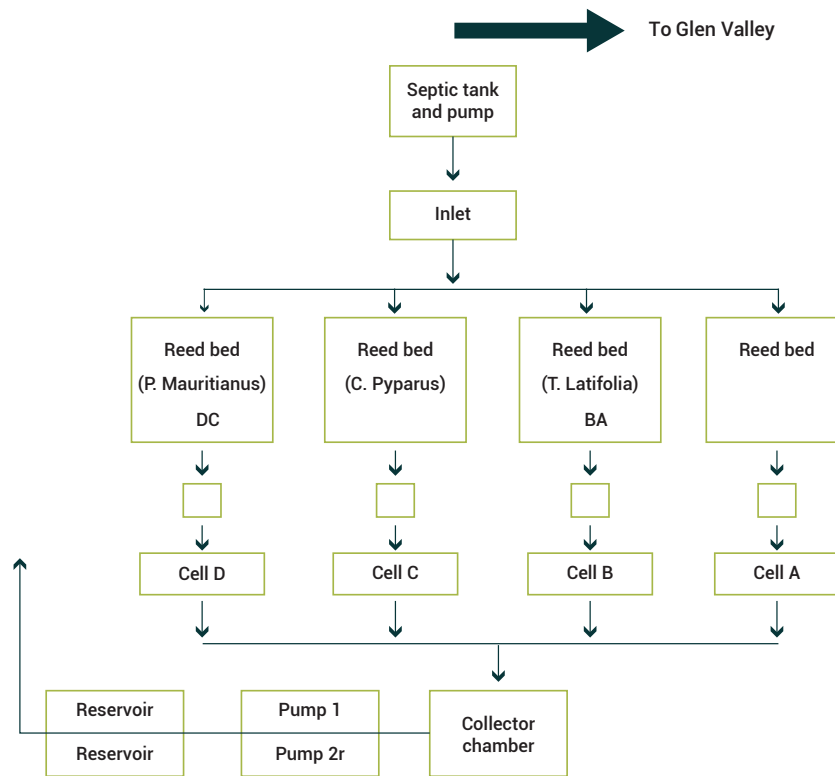 To Glen Valley
Septic tank
and pump
Inlet
Reed bed
(P. Mauritianus)
DC
Reed bed
(C. Pyparus)
Reed bed
(T. Latifolia)
BA
Reed bed
Cell D
Cell C
Cell B
Cell A
Reservoir
Reservoir
Pump 1
Pump 2r
Collector
chamber